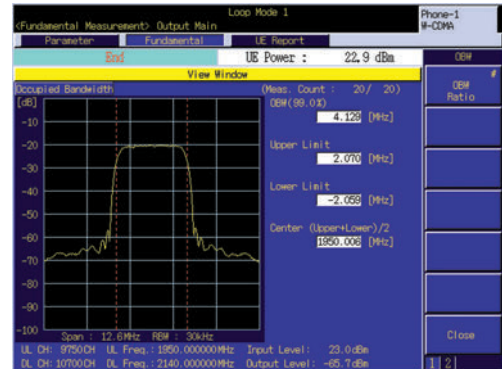 Loop Mode 1
<Fundamental Measurement> Output Main
Phone-1
W-CDMA
Parameter Fundamental UE Report
End UE Power : 22.9 dBm OBW
View Window
Occupied Bandwidth (Meas. Count : 20/ 20)
#
OBW
Ratio
[dB] OBW(99.0%)
4.129 [MHz]
-10
-20 Upper Limit
2.070 [MHz]
-30
-40 Lower Limit
-2.059 [MHz]
-50
-60 Center (Upper+Lower)/2
1950.006 [MHz]
-70
-80
-90
-100
Span : 12.6MHz RBW : 30kHz
Close
UL CH: 9750CH UL Freq.:1950.000000MHz Input Level: 23.0dBm
DL CH:10700CH DL Freq.:2140.000000MHz Output Level: -65.7dBm
1 2